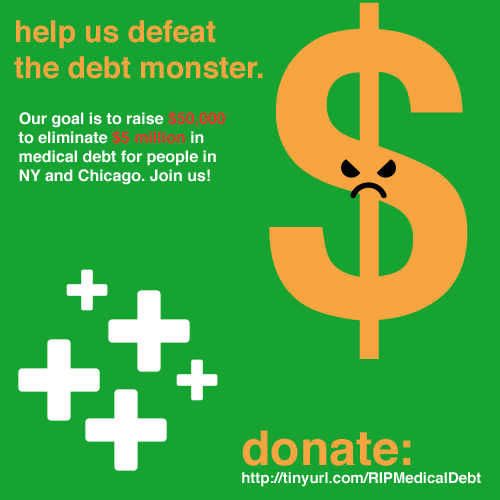 help us defeat
the debt monster.
Our goal is to raise $50,000
to eliminate $5 million in
medical debt for people in
NY and Chicago. Join us!
$
donate:
http://tinyurl.com/RIPMedicalDebt